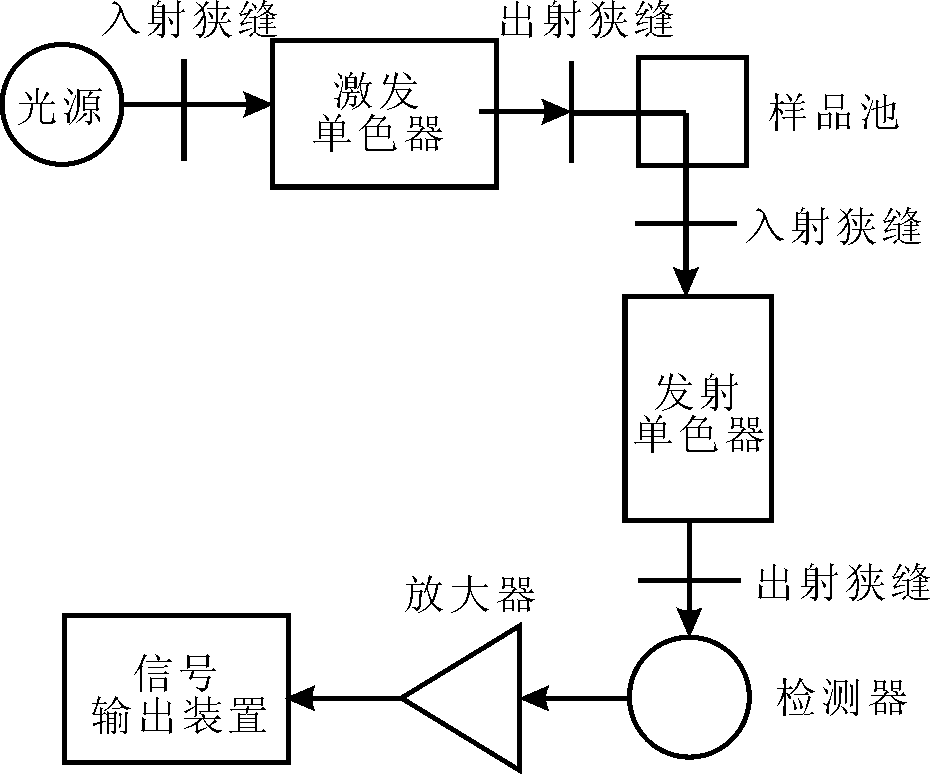 入射狭缝
出射狭缝
光源
激发
单色器
样品池
入射狭缝
发射
单色器
出射狭缝
放大器
信号
输出装置
检测器